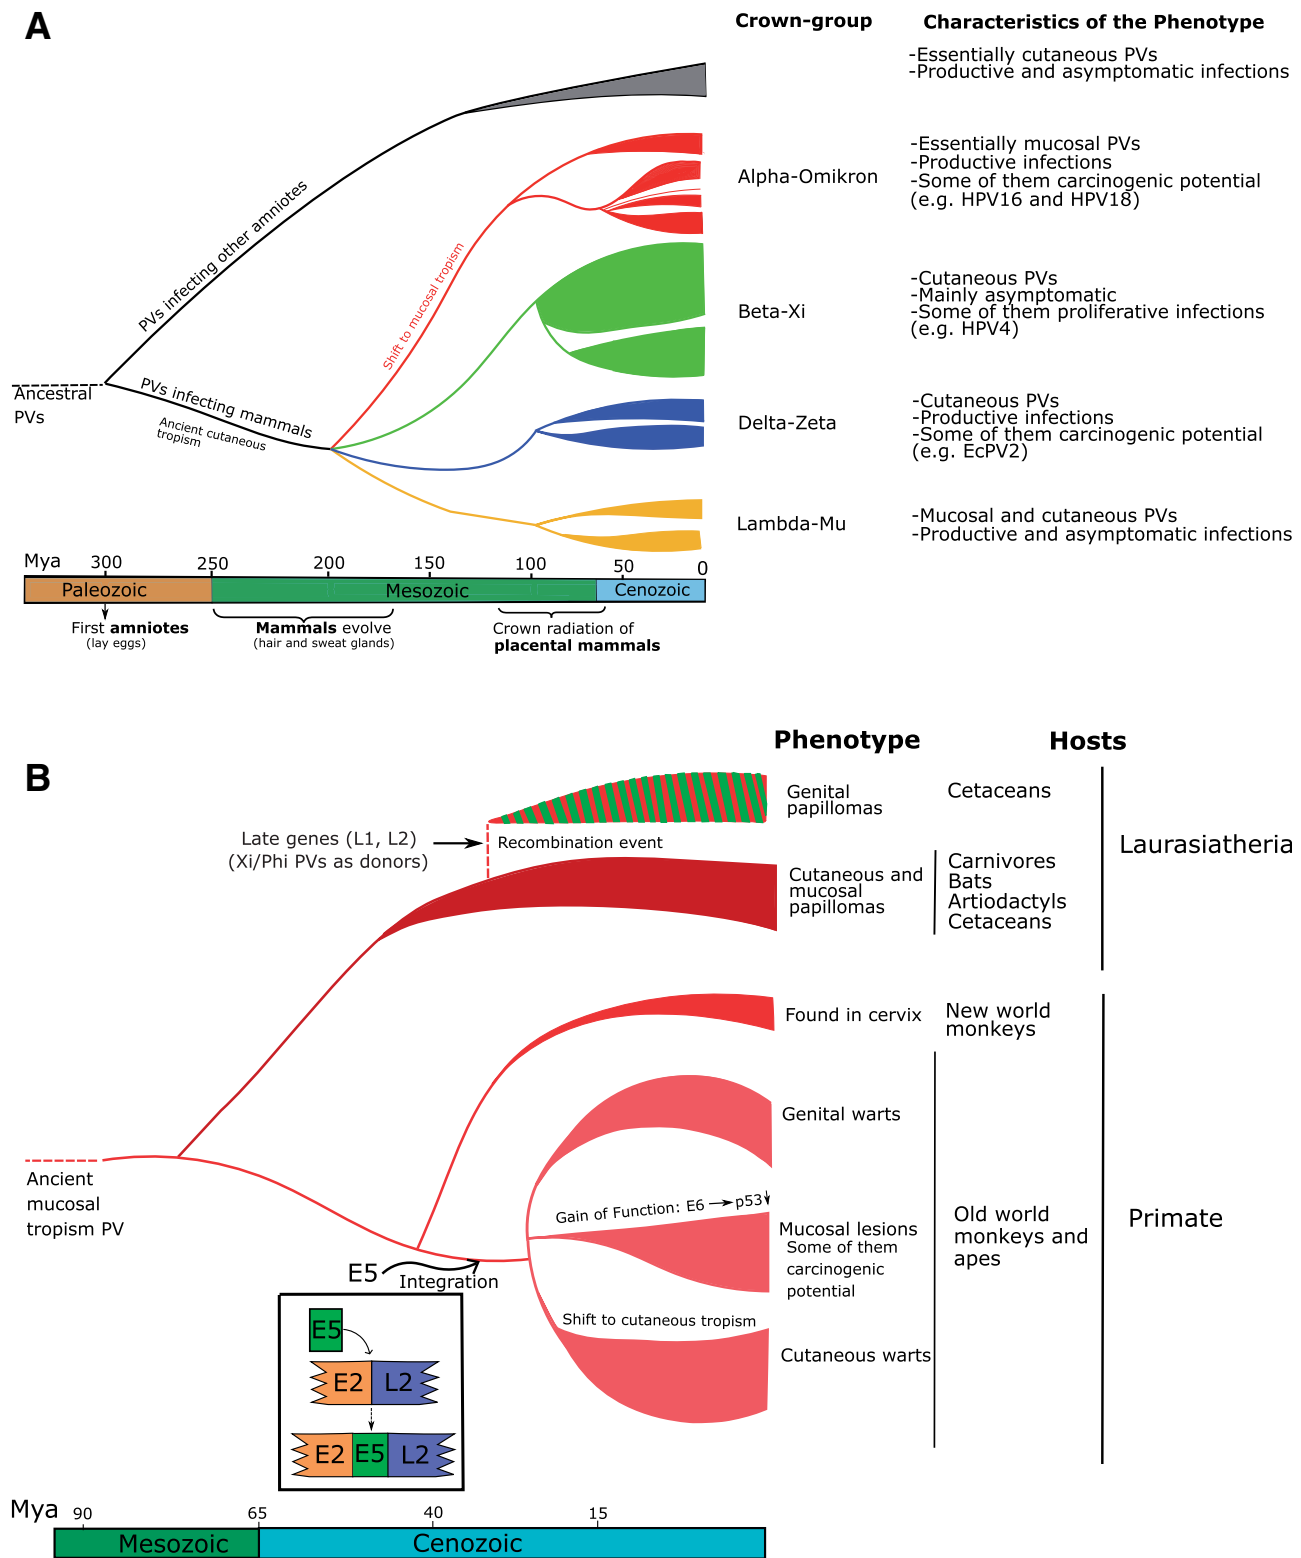 A
Crown-group
Characteristics of the Phenotype
-Essentially cutaneous PVs
-Productive and asymptomatic infections
PVs infecting other amniotes
Shift to mucosal tropism
Alpha-Omikron
-Essentially mucosal PVs
-Productive infections
-Some of them carcinogenic potential
(e.g. HPV16 and HPV18)
Beta-Xi
-Cutaneous PVs
-Mainly asymptomatic
-Some of them proliferative infections
(e.g. HPV4)
Ancestral
PVs
PVs infecting mammals
Ancient cutaneous
tropism
Delta-Zeta
-Cutaneous PVs
-Productive infections
-Some of them carcinogenic potential
(e.g. EcPV2)
Lambda-Mu
-Mucosal and cutaneous PVs
-Productive and asymptomatic infections
Mya 300 250 200 150 100 50 0
Paleozoic Mesozoic Cenozoic
First amniotes
(lay eggs)
Mammals evolve
(hair and sweat glands)
Crown radiation of
placental mammals
B
Phenotype
Hosts
Genital
papillomas
Cetaceans
Late genes (L1, L2)
(Xi/Phi PVs as donors)
Recombination event
Laurasiatheria
Cutaneous and
mucosal
papillomas
Carnivores
Bats
Artiodactyls
Cetaceans
Found in cervix
New world
monkeys
Genital warts
Ancient
mucosal
tropism PV
Gain of Function: E6 → p53↓
Mucosal lesions
Some of them
carcinogenic
potential
Old world
monkeys and
apes
Primate
E5
Integration
Shift to cutaneous tropism
Cutaneous warts
E5
E2 L2
E2 E5 L2
Mya 90 65 40 15
Mesozoic Cenozoic